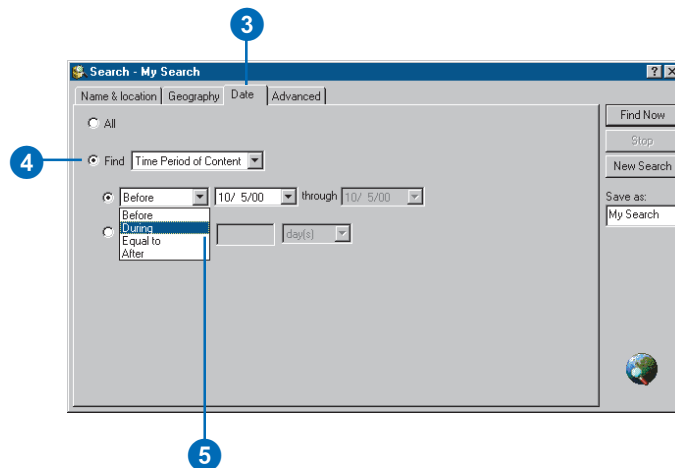 3
Search - My Search
Name & location Geography Date Advanced
All
Find Now
Stop
4
Find Time Period of Content
New Search
Before 10/ 5/00 through 10/ 5/00
Save as:
My Search
Before
During
Equal to
After
day(s)
5